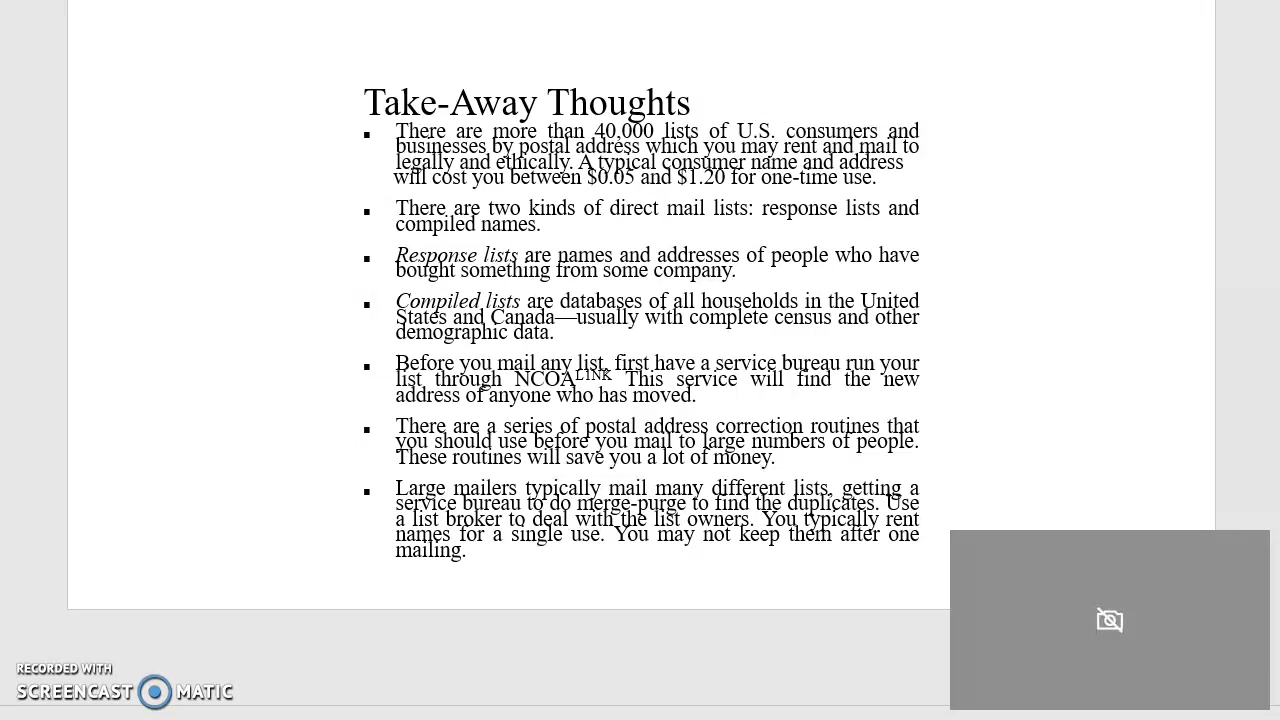 Take-Away Thoughts
▪ There are more than 40,000 lists of U.S. consumers and
businesses by postal address which you may rent and mail to
legally and ethically. A typical consumer name and address
will cost you between $0.05 and $1.20 for one-time use.
▪ There are two kinds of direct mail lists: response lists and
compiled names.
▪ Response lists are names and addresses of people who have
bought something from some company.
▪ Compiled lists are databases of all households in the United
States and Canada—usually with complete census and other
demographic data.
▪ Before you mail any list, first have a service bureau run your
list through NCOALINK This service will find the new
address of anyone who has moved.
▪ There are a series of postal address correction routines that
you should use before you mail to large numbers of people.
These routines will save you a lot of money.
▪ Large mailers typically mail many different lists, getting a
service bureau to do merge-purge to find the duplicates. Use
a list broker to deal with the list owners. You typically rent
names for a single use. You may not keep them after one
mailing.
RECORDED WITH
SCREENCAST MATIC